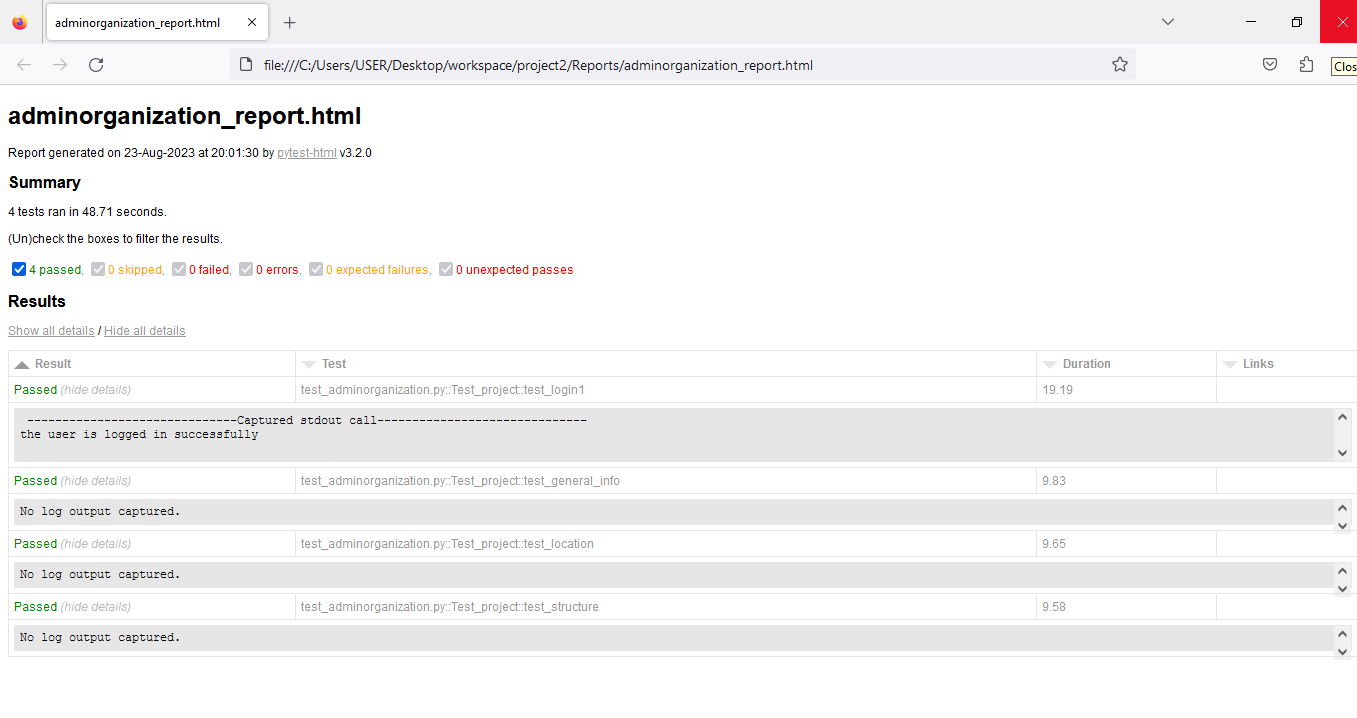 adminorganization_report.html
file:///C:/Users/USER/Desktop/workspace/project2/Reports/adminorganization_report.html
Clos
adminorganization_report.html
Report generated on 23-Aug-2023 at 20:01:30 by pytest-html v3.2.0
Summary
4 tests ran in 48.71 seconds.
(Un)check the boxes to filter the results.
4 passed, 0 skipped, 0 failed, 0 errors, 0 expected failures, 0 unexpected passes
Results
Show all details / Hide all details
Result Test Duration Links
Passed (hide details) test_adminorganization.py::Test_project::test_login1 19.19
------------------------------Captured stdout call------------------------------
the user is logged in successfully
Passed (hide details) test_adminorganization.py::Test_project::test_general_info 9.83
No log output captured.
Passed (hide details) test_adminorganization.py::Test_project::test_location 9.65
No log output captured.
Passed (hide details) test_adminorganization.py::Test_project::test_structure 9.58
No log output captured.